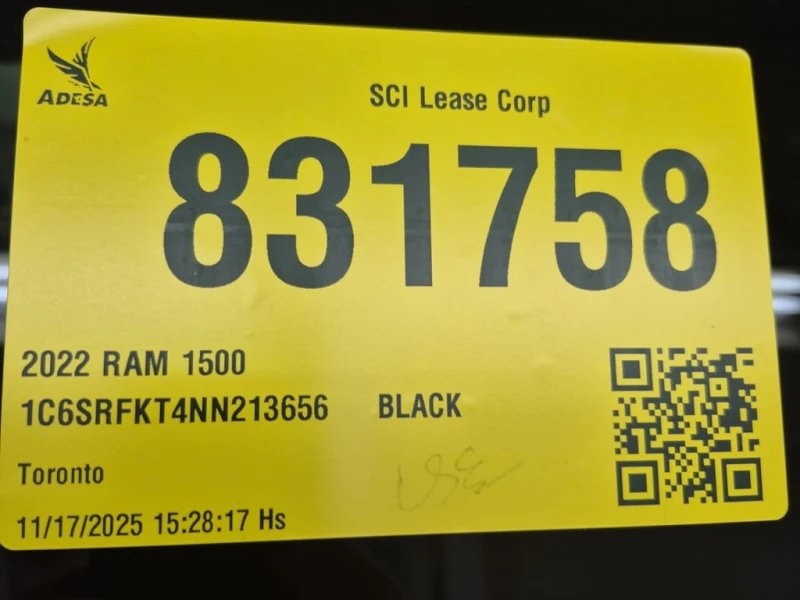 ADESA
SCI Lease Corp
831758
2022 RAM 1500
1C6SRFKT4NN213656 BLACK
Toronto
11/17/2025 15:28:17 Hs